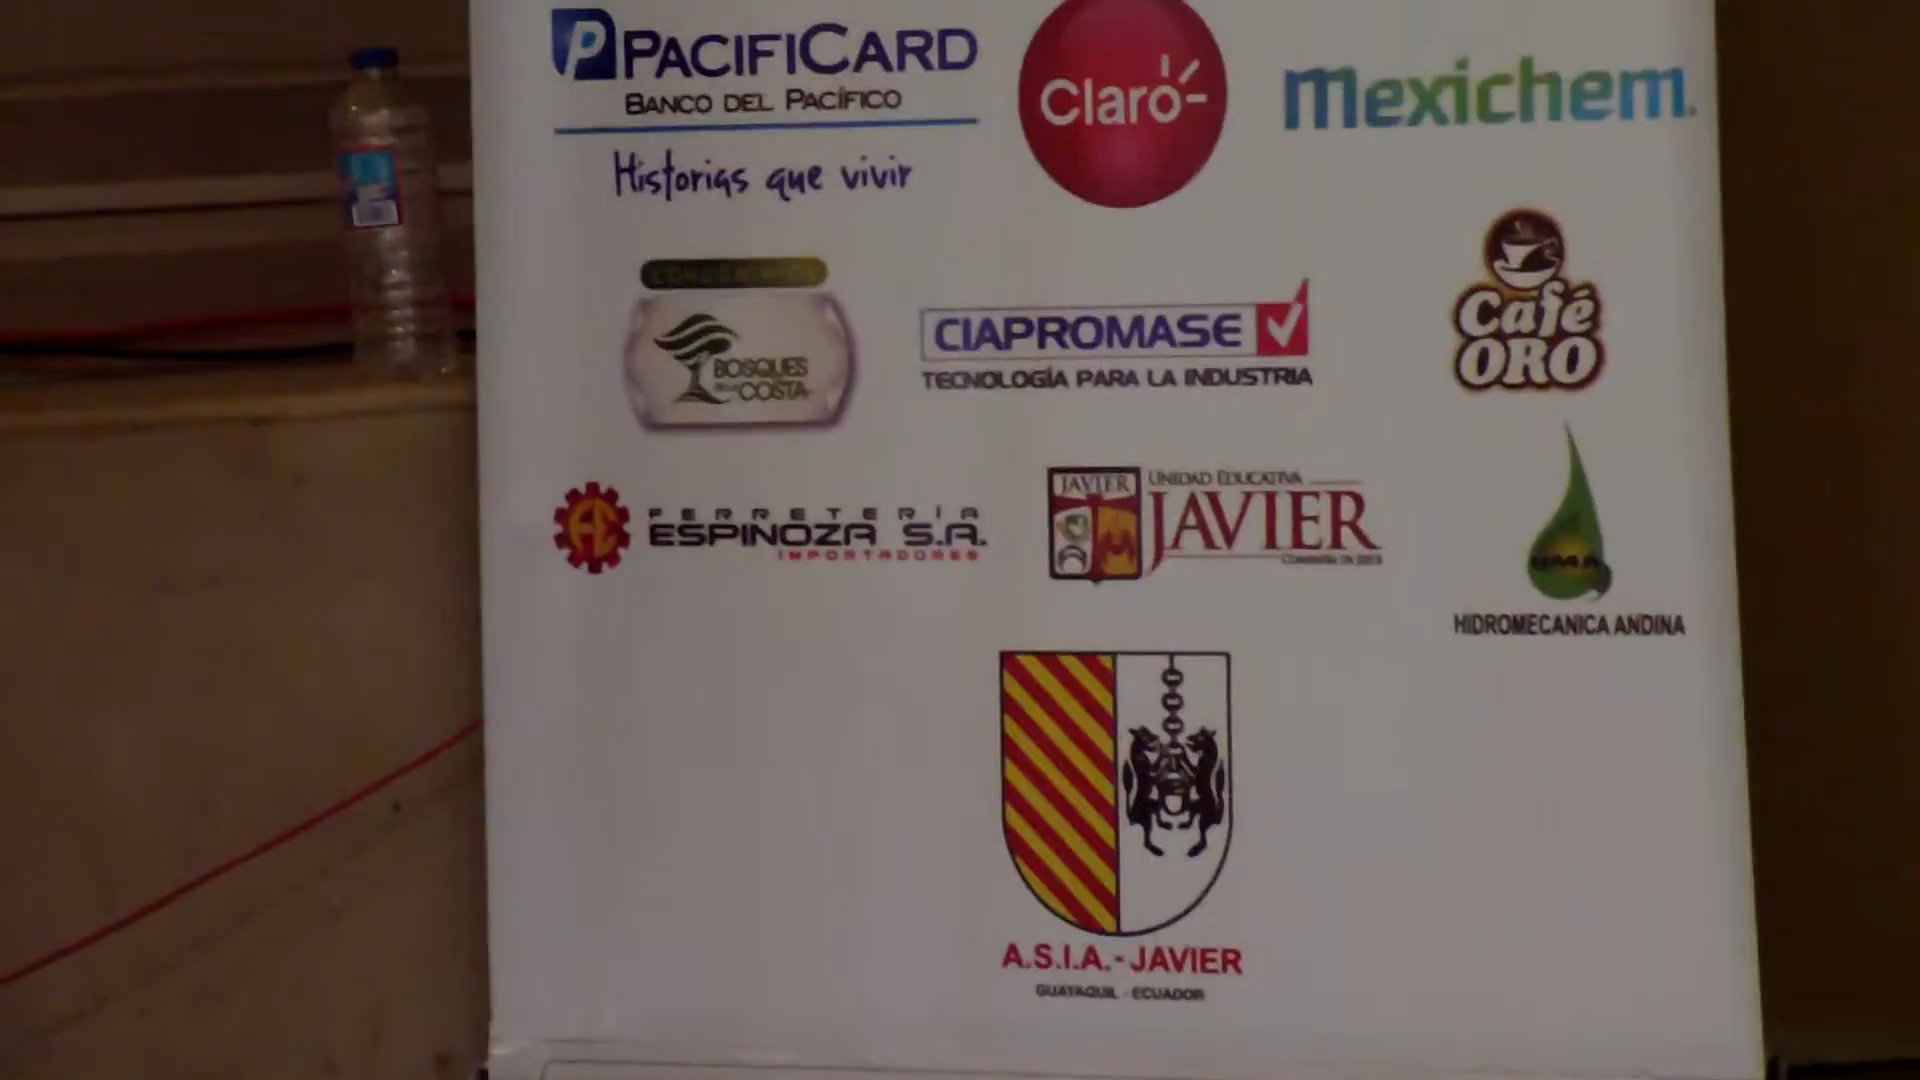 PACIFICARD
BANCO DEL PACÍFICO
Historias que vivir
Claro
Mexichem.
BOSQUES
DE LA COSTA
CIAPROMASE
TECNOLOGÍA PARA LA INDUSTRIA
Café
ORO
FERRETERÍA
ESPINOZA S.A.
IMPORTADORES
JAVIER
UNIDAD EDUCATIVA
JAVIER
HIDROMECANICA ANDINA
A.S.I.A.- JAVIER
GUAYAQUIL - ECUADOR